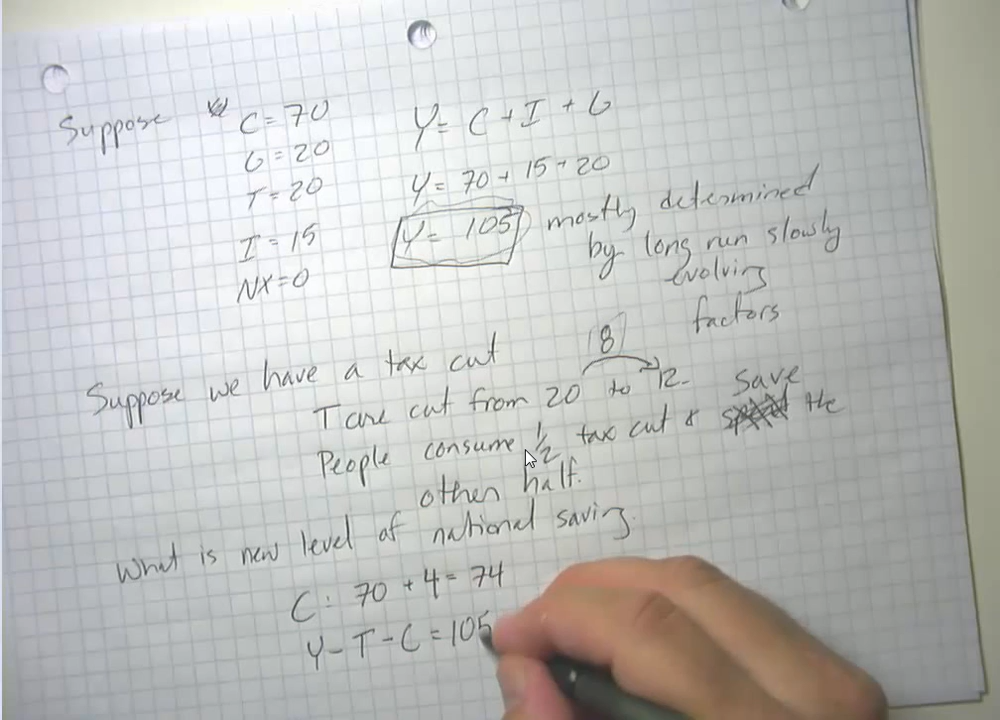 Suppose C = 70 Y = C + I + G
G = 20
T = 20 Y = 70 + 15 + 20
I = 15 Y = 105 mostly determined
NX = 0 by long run slowly
evolving
factors
Suppose we have a tax cut 8
T are cut from 20 to 12.
People consume 1/2 tax cut & save the
other half.
What is new level of national saving.
C: 70 + 4 = 74
Y - T - C = 105